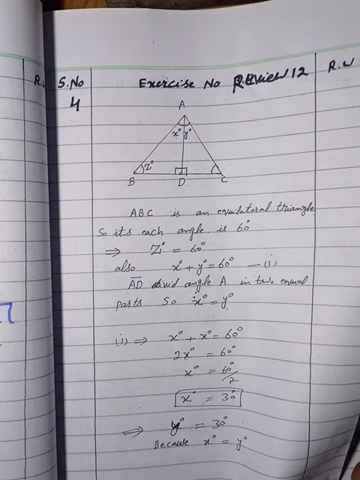 R.W S.No Exercise No Review 12 R.W
4
A
x° y°
z°
B D C
ABC is an equilateral triangle
So its each angle is 60°
⇒ Z° = 60°
also x° + y° = 60° — (i)
AD divid angle A in two equal
parts So x° = y°
(i) ⇒ x° + x° = 60°
2x° = 60°
x° = 60°/2
x° = 30°
⇒ y° = 30°
Because x° = y°